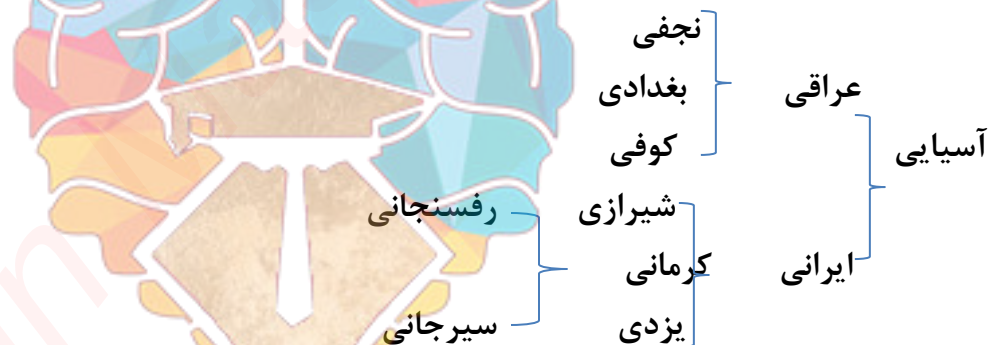 آسیایی
عراقی
نجفی
بغدادی
کوفی
ایرانی
شیرازی
کرمانی
رفسنجانی
سیرجانی
یزدی